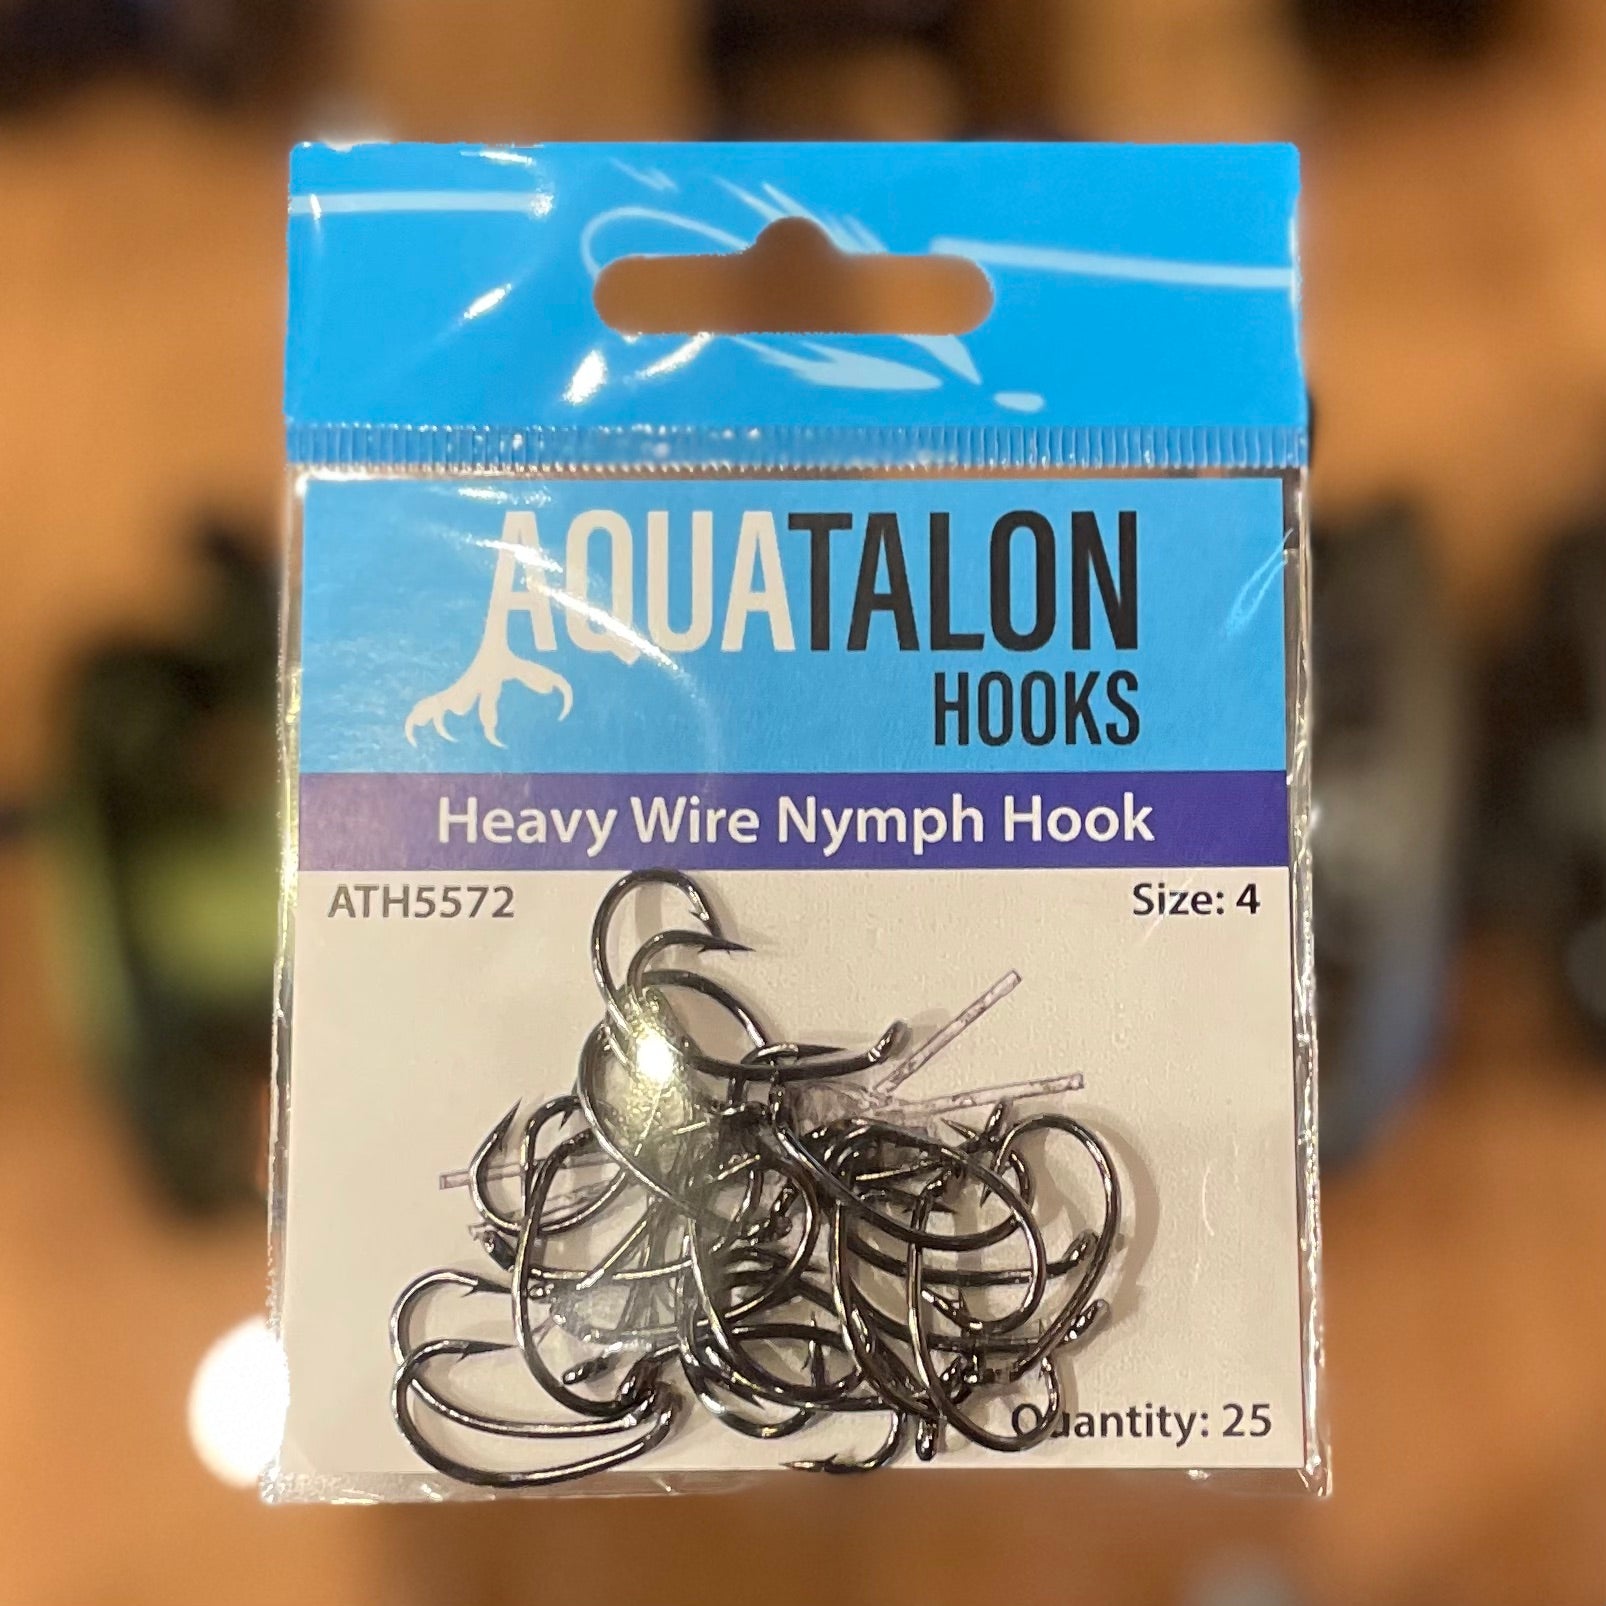 AQUATALON
HOOKS
Heavy Wire Nymph Hook
ATH5572
Size: 4
Quantity: 25